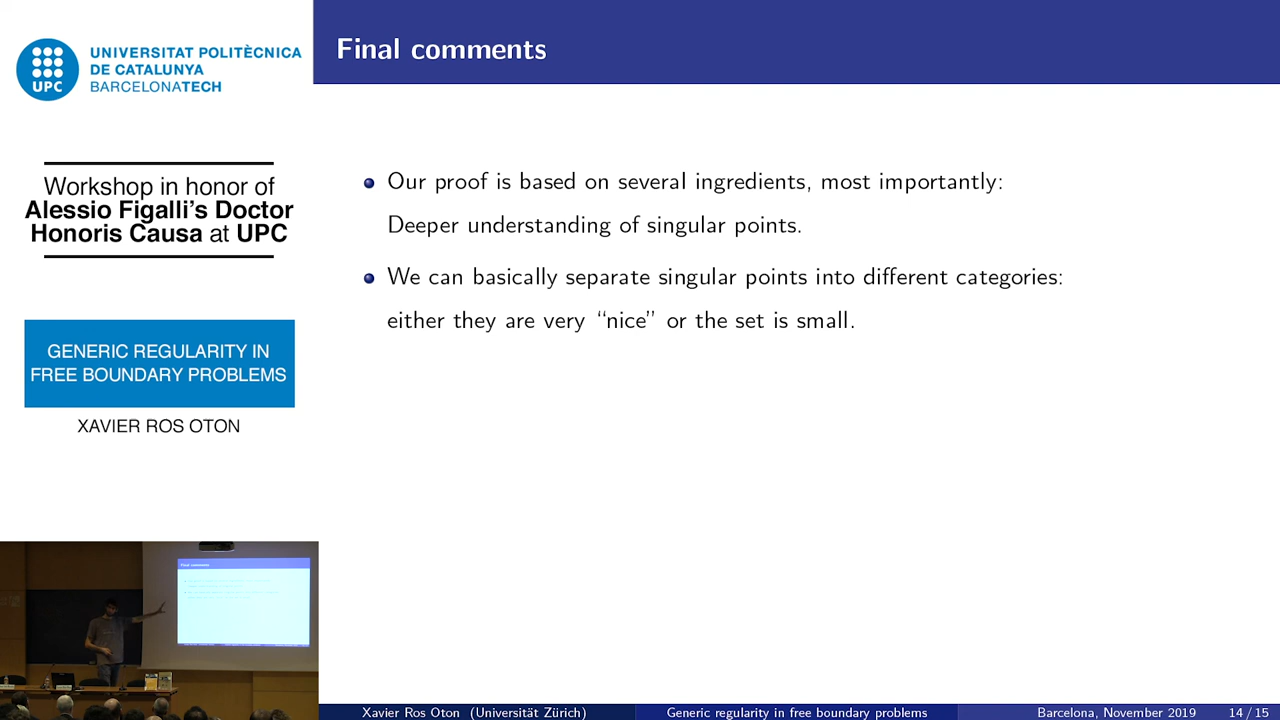 UNIVERSITAT POLITÈCNICA
DE CATALUNYA
BARCELONATECH
UPC
Workshop in honor of
Alessio Figalli's Doctor
Honoris Causa at UPC
GENERIC REGULARITY IN
FREE BOUNDARY PROBLEMS
XAVIER ROS OTON
Final comments
Our proof is based on several ingredients, most importantly:
Deeper understanding of singular points.
We can basically separate singular points into different categories:
either they are very “nice” or the set is small.
Final comments
Xavier Ros Oton (Universität Zürich)
Generic regularity in free boundary problems
Barcelona, November 2019
14 / 15